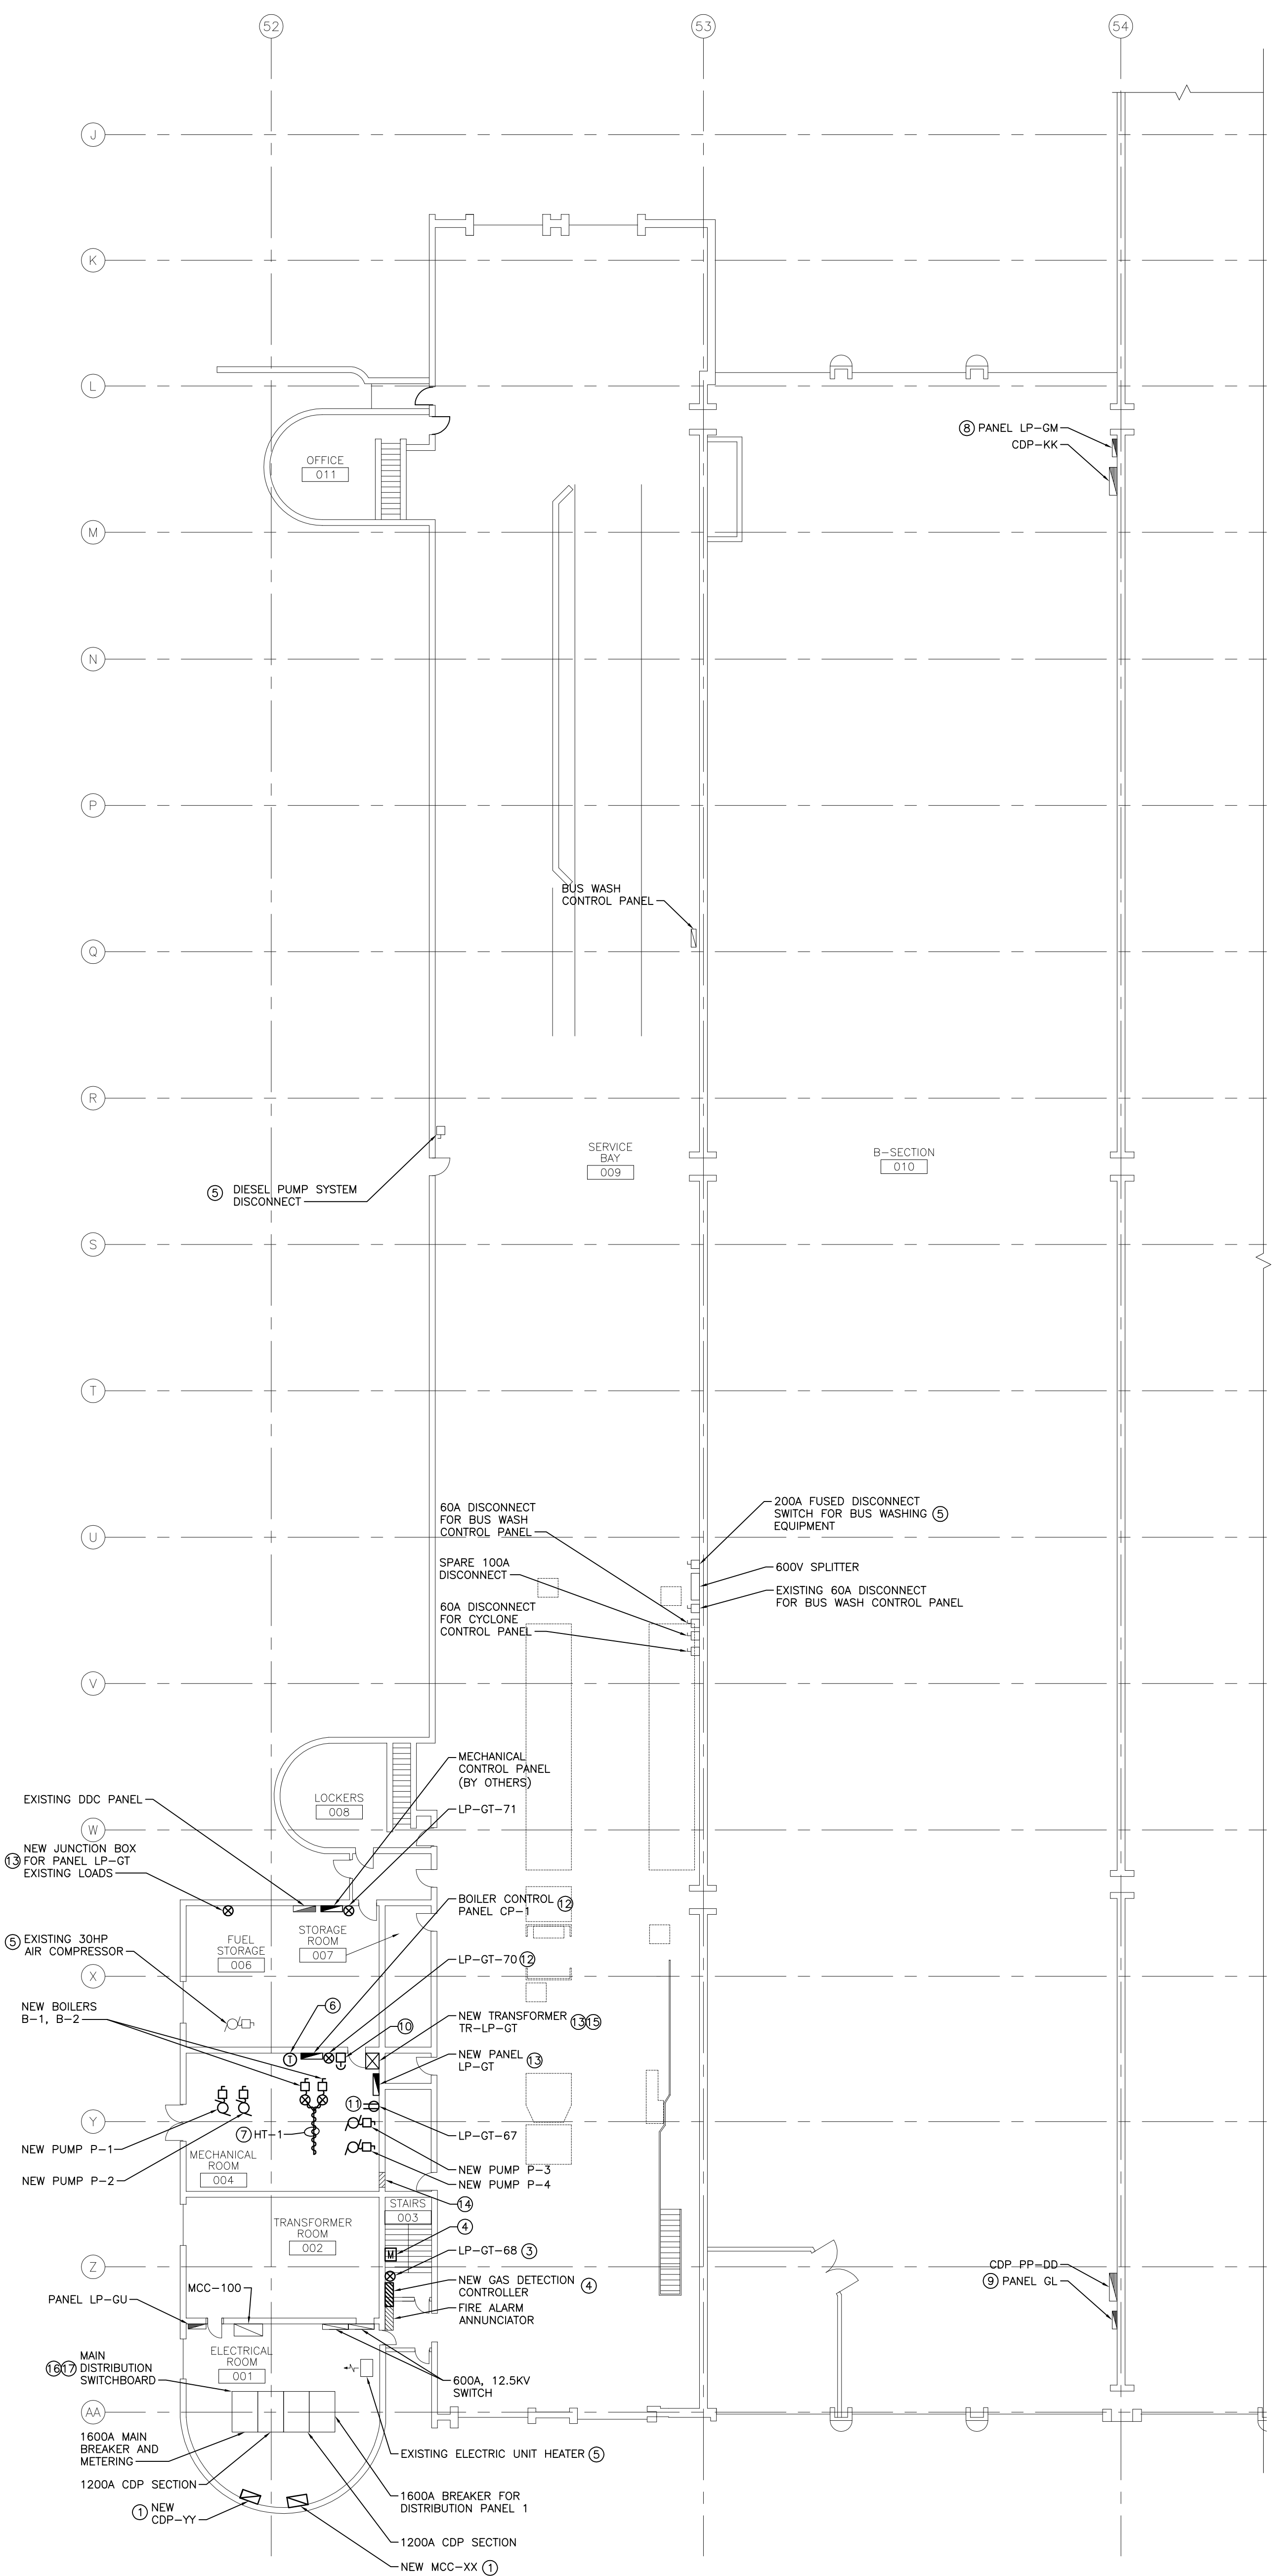 52
53
54
J
K
L
OFFICE
011
8 PANEL LP-GM
CDP-KK
M
N
P
BUS WASH
CONTROL PANEL
Q
R
SERVICE
BAY
009
B-SECTION
010
5 DIESEL PUMP SYSTEM
DISCONNECT
S
T
60A DISCONNECT
FOR BUS WASH
CONTROL PANEL
200A FUSED DISCONNECT
SWITCH FOR BUS WASHING 5
EQUIPMENT
U
SPARE 100A
DISCONNECT
600V SPLITTER
EXISTING 60A DISCONNECT
FOR BUS WASH CONTROL PANEL
60A DISCONNECT
FOR CYCLONE
CONTROL PANEL
V
MECHANICAL
CONTROL PANEL
(BY OTHERS)
EXISTING DDC PANEL
LOCKERS
008
LP-GT-71
W
NEW JUNCTION BOX
13 FOR PANEL LP-GT
EXISTING LOADS
BOILER CONTROL
PANEL CP-1 12
STORAGE
ROOM
007
FUEL
STORAGE
006
5 EXISTING 30HP
AIR COMPRESSOR
LP-GT-70 12
X
NEW BOILERS
B-1, B-2
6
10
NEW TRANSFORMER
TR-LP-GT 13 15
T
NEW PANEL
LP-GT 13
11
Y
LP-GT-67
7 HT-1
NEW PUMP P-1
MECHANICAL
ROOM
004
NEW PUMP P-3
NEW PUMP P-2
NEW PUMP P-4
14
STAIRS
003
TRANSFORMER
ROOM
002
4
M
LP-GT-68 3
Z
CDP PP-DD
9 PANEL GL
NEW GAS DETECTION
CONTROLLER 4
MCC-100
PANEL LP-GU
FIRE ALARM
ANNUNCIATOR
ELECTRICAL
ROOM
001
MAIN
16 17 DISTRIBUTION
SWITCHBOARD
600A, 12.5KV
SWITCH
AA
1600A MAIN
BREAKER AND
METERING
EXISTING ELECTRIC UNIT HEATER 5
1200A CDP SECTION
1600A BREAKER FOR
DISTRIBUTION PANEL 1
1 NEW
CDP-YY
1200A CDP SECTION
NEW MCC-XX 1